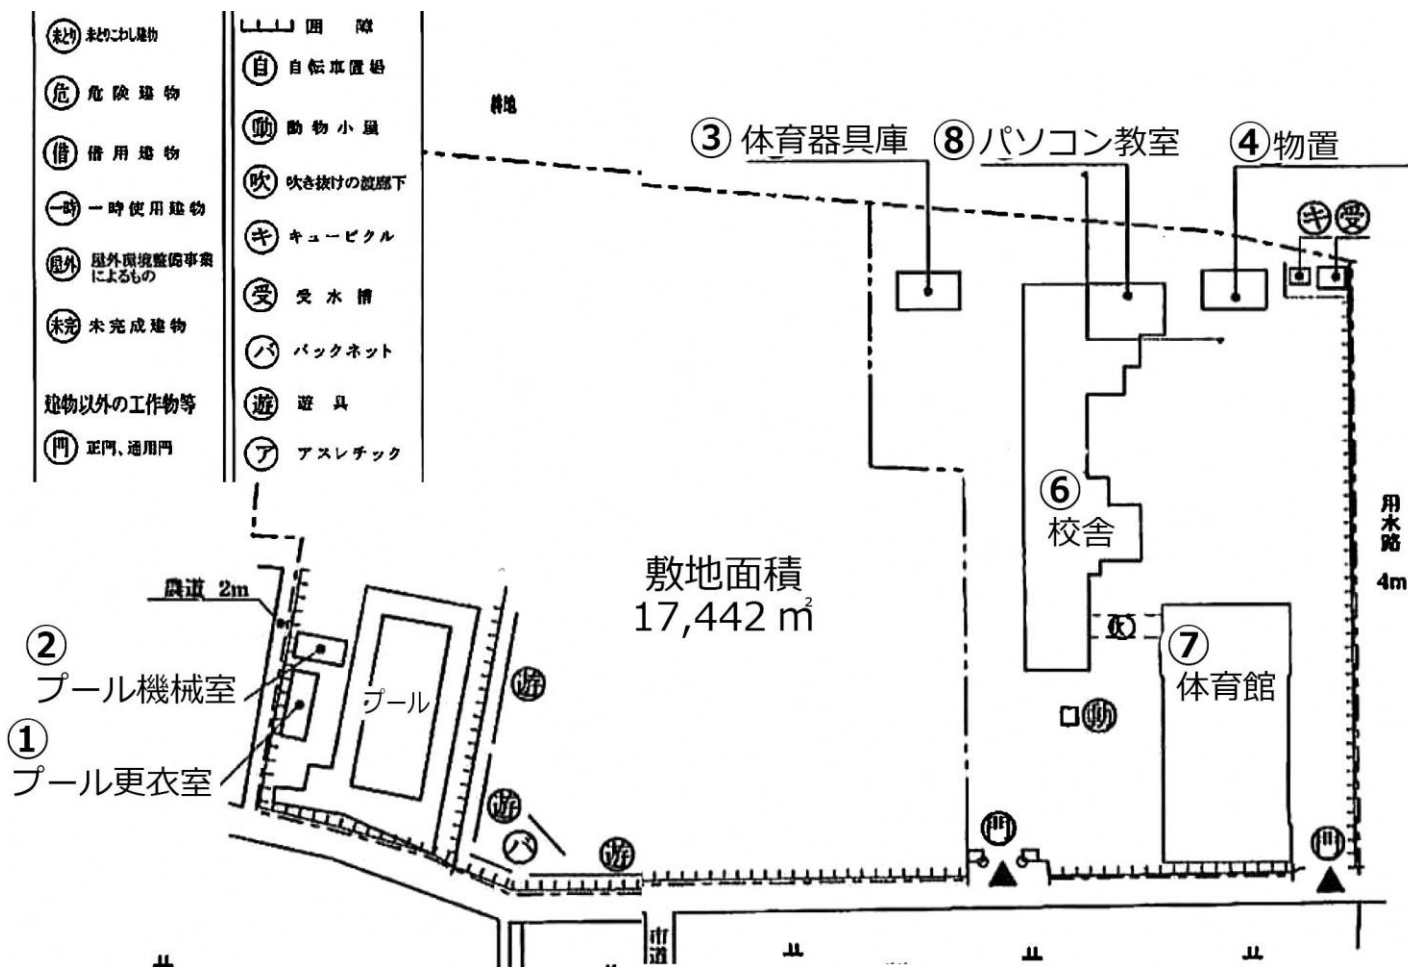 未とり 未とりこわし建物
危 危険建物
借 借用建物
一時 一時使用建物
屋外 屋外環境整備事業
によるもの
未完 未完成建物
建物以外の工作物等
門 正門、通用門
囲障
自 自転車置場
動 動物小屋
吹 吹き抜けの渡廊下
キ キュービクル
受 受水槽
バ バックネット
遊 遊具
ア アスレチック
耕地
③ 体育器具庫
⑧ パソコン教室
④ 物置
キ 受
⑥
校舎
用水路
4m
敷地面積
17,442 ㎡
農道 2m
②
プール機械室
①
プール更衣室
プール
遊
遊
バ
遊
吹
⑦
体育館
動
門
門
市道